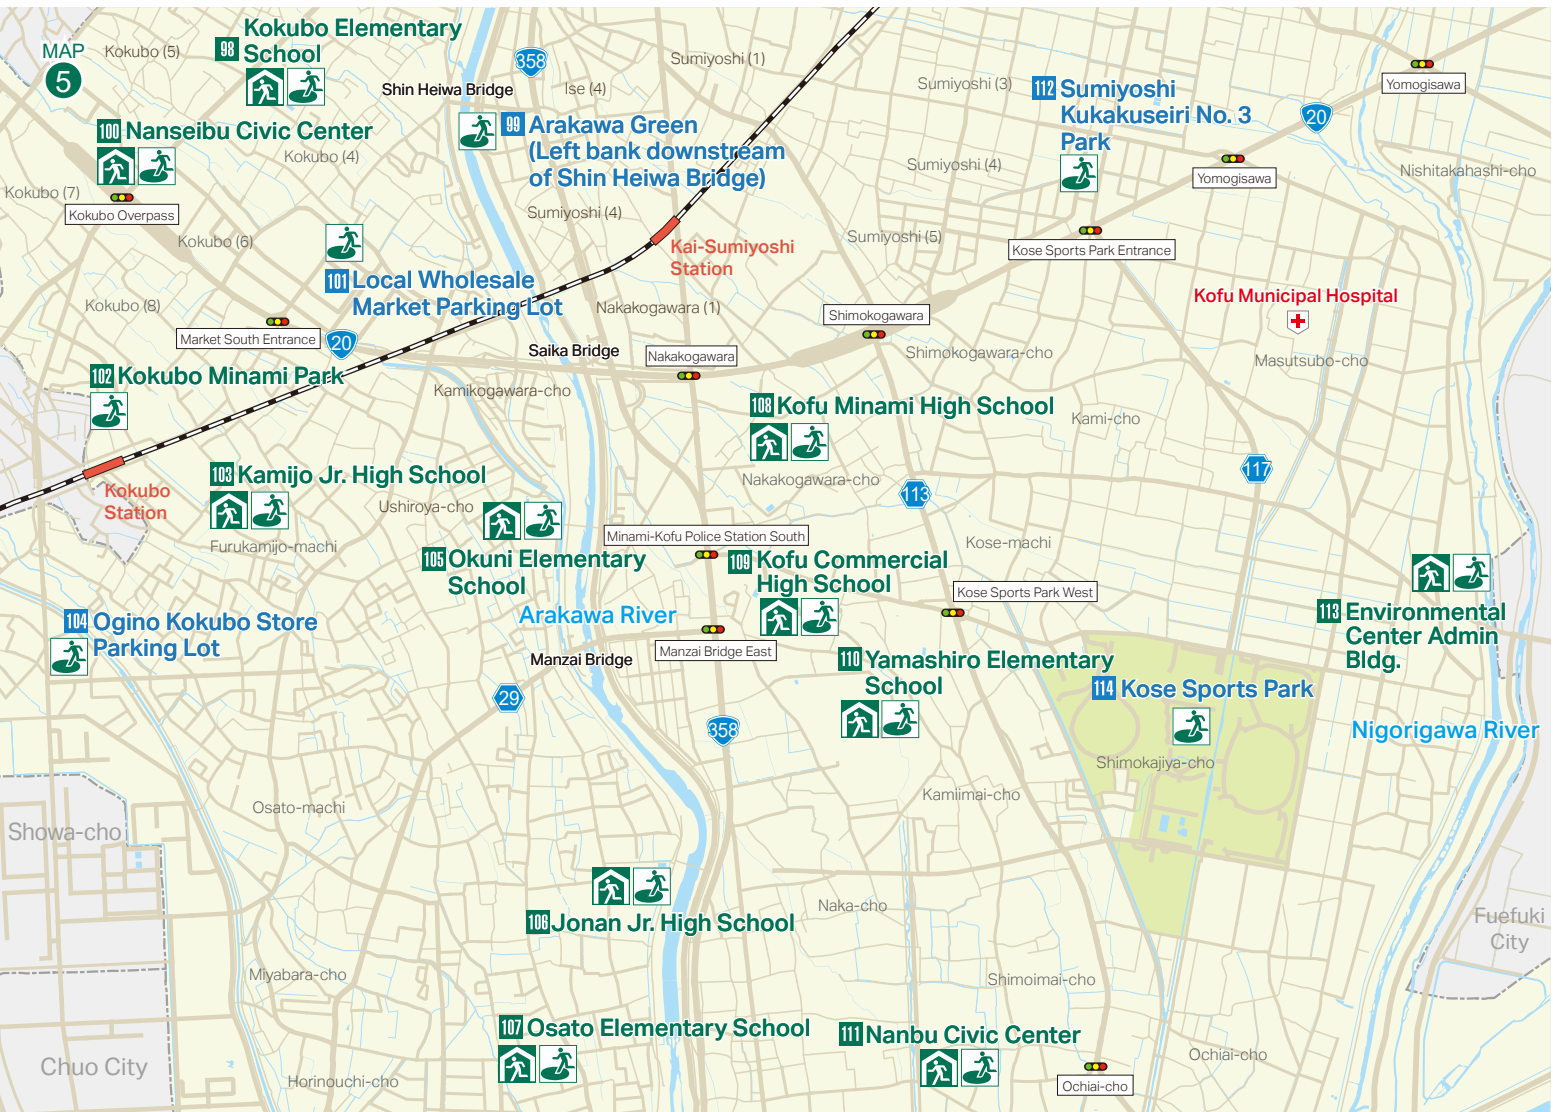 MAP
5
Kokubo (5)
98
Kokubo Elementary
School
358
Sumiyoshi (1)
Shin Heiwa Bridge
Ise (4)
Sumiyoshi (3)
112
Sumiyoshi
Kukakuseiri No. 3
Park
Yomogisawa
20
100
Nanseibu Civic Center
Kokubo (4)
99
Arakawa Green
(Left bank downstream
of Shin Heiwa Bridge)
Sumiyoshi (4)
Yomogisawa
Nishitakahashi-cho
Kokubo (7)
Kokubo Overpass
Kokubo (6)
Sumiyoshi (4)
Kai-Sumiyoshi
Station
Sumiyoshi (5)
Kose Sports Park Entrance
101
Local Wholesale
Market Parking Lot
Kokubo (8)
Nakakogawara (1)
Shimokogawara
Kofu Municipal Hospital
Market South Entrance
20
Saika Bridge
Nakakogawara
Shimokogawara-cho
Masutsubo-cho
102
Kokubo Minami Park
Kamikogawara-cho
108
Kofu Minami High School
Kami-cho
103
Kamijo Jr. High School
Kokubo
Station
Ushiroya-cho
Nakakogawara-cho
113
117
Furukamijo-machi
105
Okuni Elementary
School
Minami-Kofu Police Station South
109
Kofu Commercial
High School
Kose-machi
Kose Sports Park West
113
Environmental
Center Admin
Bldg.
104
Ogino Kokubo Store
Parking Lot
Arakawa River
Manzai Bridge
Manzai Bridge East
110
Yamashiro Elementary
School
114
Kose Sports Park
29
358
Nigorigawa River
Shimokajiya-cho
Osato-machi
Kamiimai-cho
Showa-cho
106
Jonan Jr. High School
Naka-cho
Fuefuki
City
Miyabara-cho
Shimoimai-cho
107
Osato Elementary School
111
Nanbu Civic Center
Chuo City
Horinouchi-cho
Ochiai-cho
Ochiai-cho